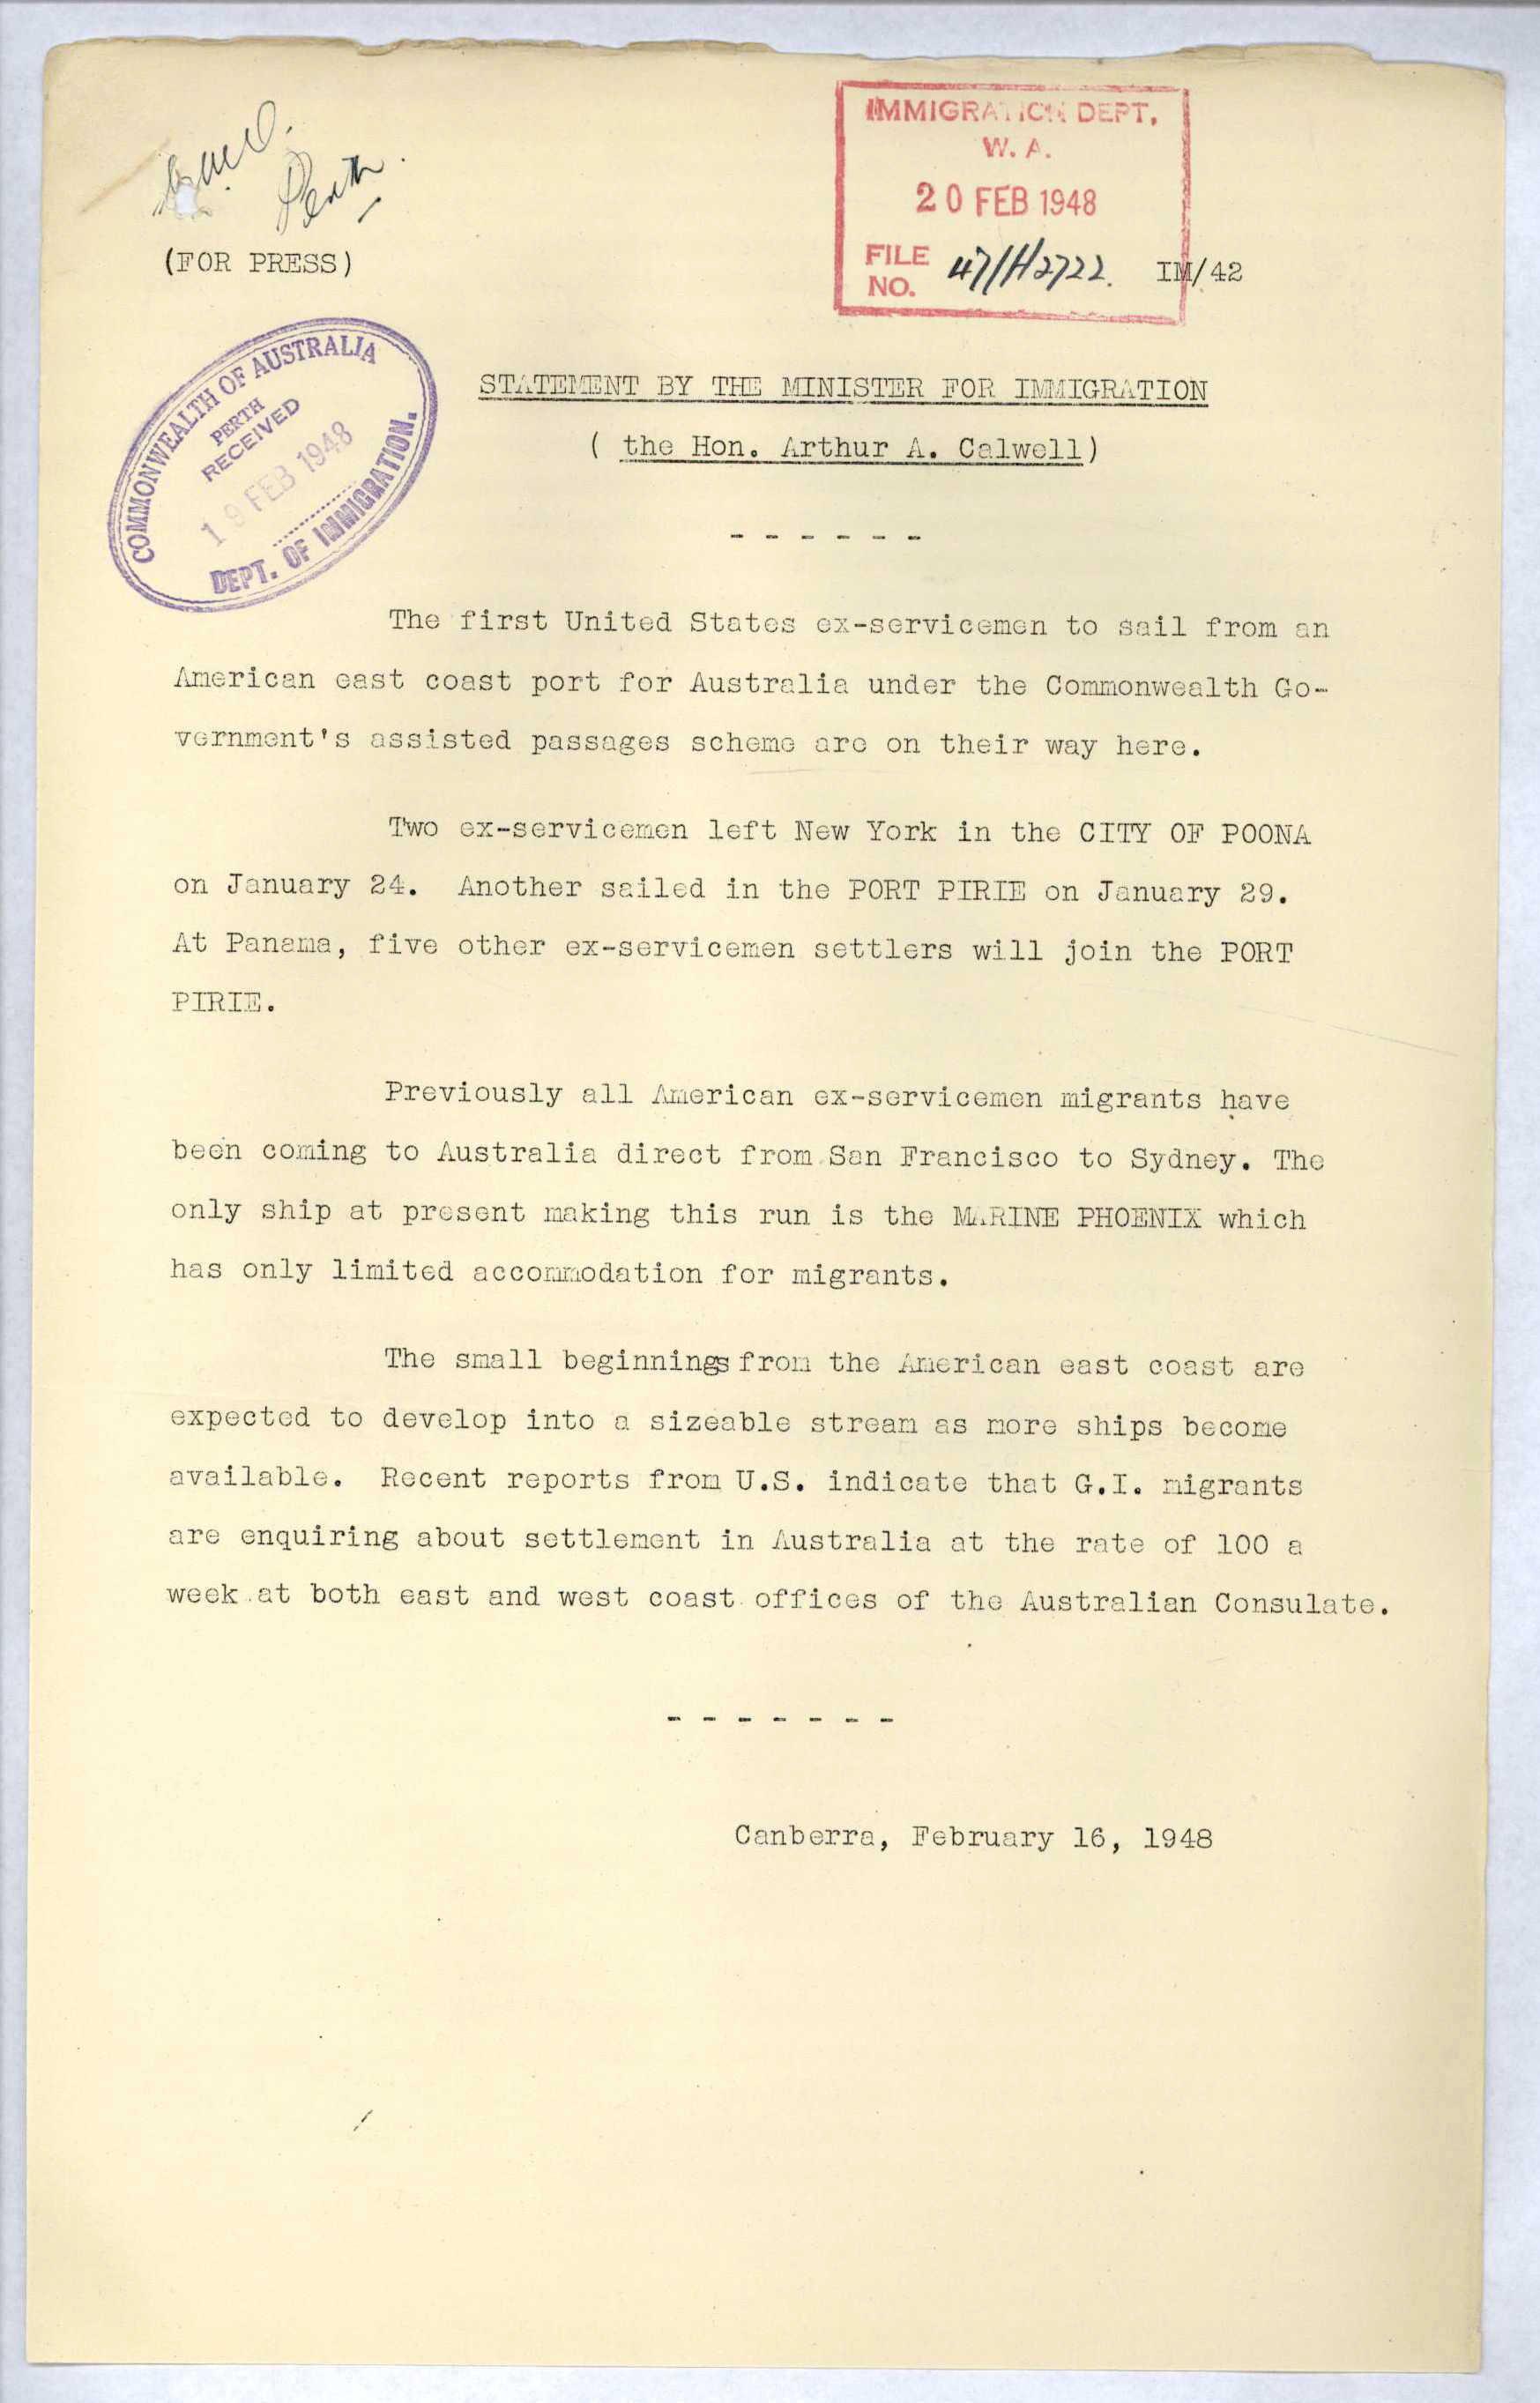 Perth.
(FOR PRESS)
IMMIGRATION DEPT.
W. A.
20 FEB 1948
FILE NO. 47/H2722. IM/42
COMMONWEALTH OF AUSTRALIA
PERTH
RECEIVED
19 FEB 1948
DEPT. OF IMMIGRATION.
STATEMENT BY THE MINISTER FOR IMMIGRATION
( the Hon. Arthur A. Calwell)
- - - - - -
The first United States ex-servicemen to sail from an
American east coast port for Australia under the Commonwealth Go-
vernment's assisted passages scheme are on their way here.
Two ex-servicemen left New York in the CITY OF POONA
on January 24. Another sailed in the PORT PIRIE on January 29.
At Panama, five other ex-servicemen settlers will join the PORT
PIRIE.
Previously all American ex-servicemen migrants have
been coming to Australia direct from San Francisco to Sydney. The
only ship at present making this run is the MARINE PHOENIX which
has only limited accommodation for migrants.
The small beginnings from the American east coast are
expected to develop into a sizeable stream as more ships become
available. Recent reports from U.S. indicate that G.I. migrants
are enquiring about settlement in Australia at the rate of 100 a
week at both east and west coast offices of the Australian Consulate.
- - - - - - -
Canberra, February 16, 1948